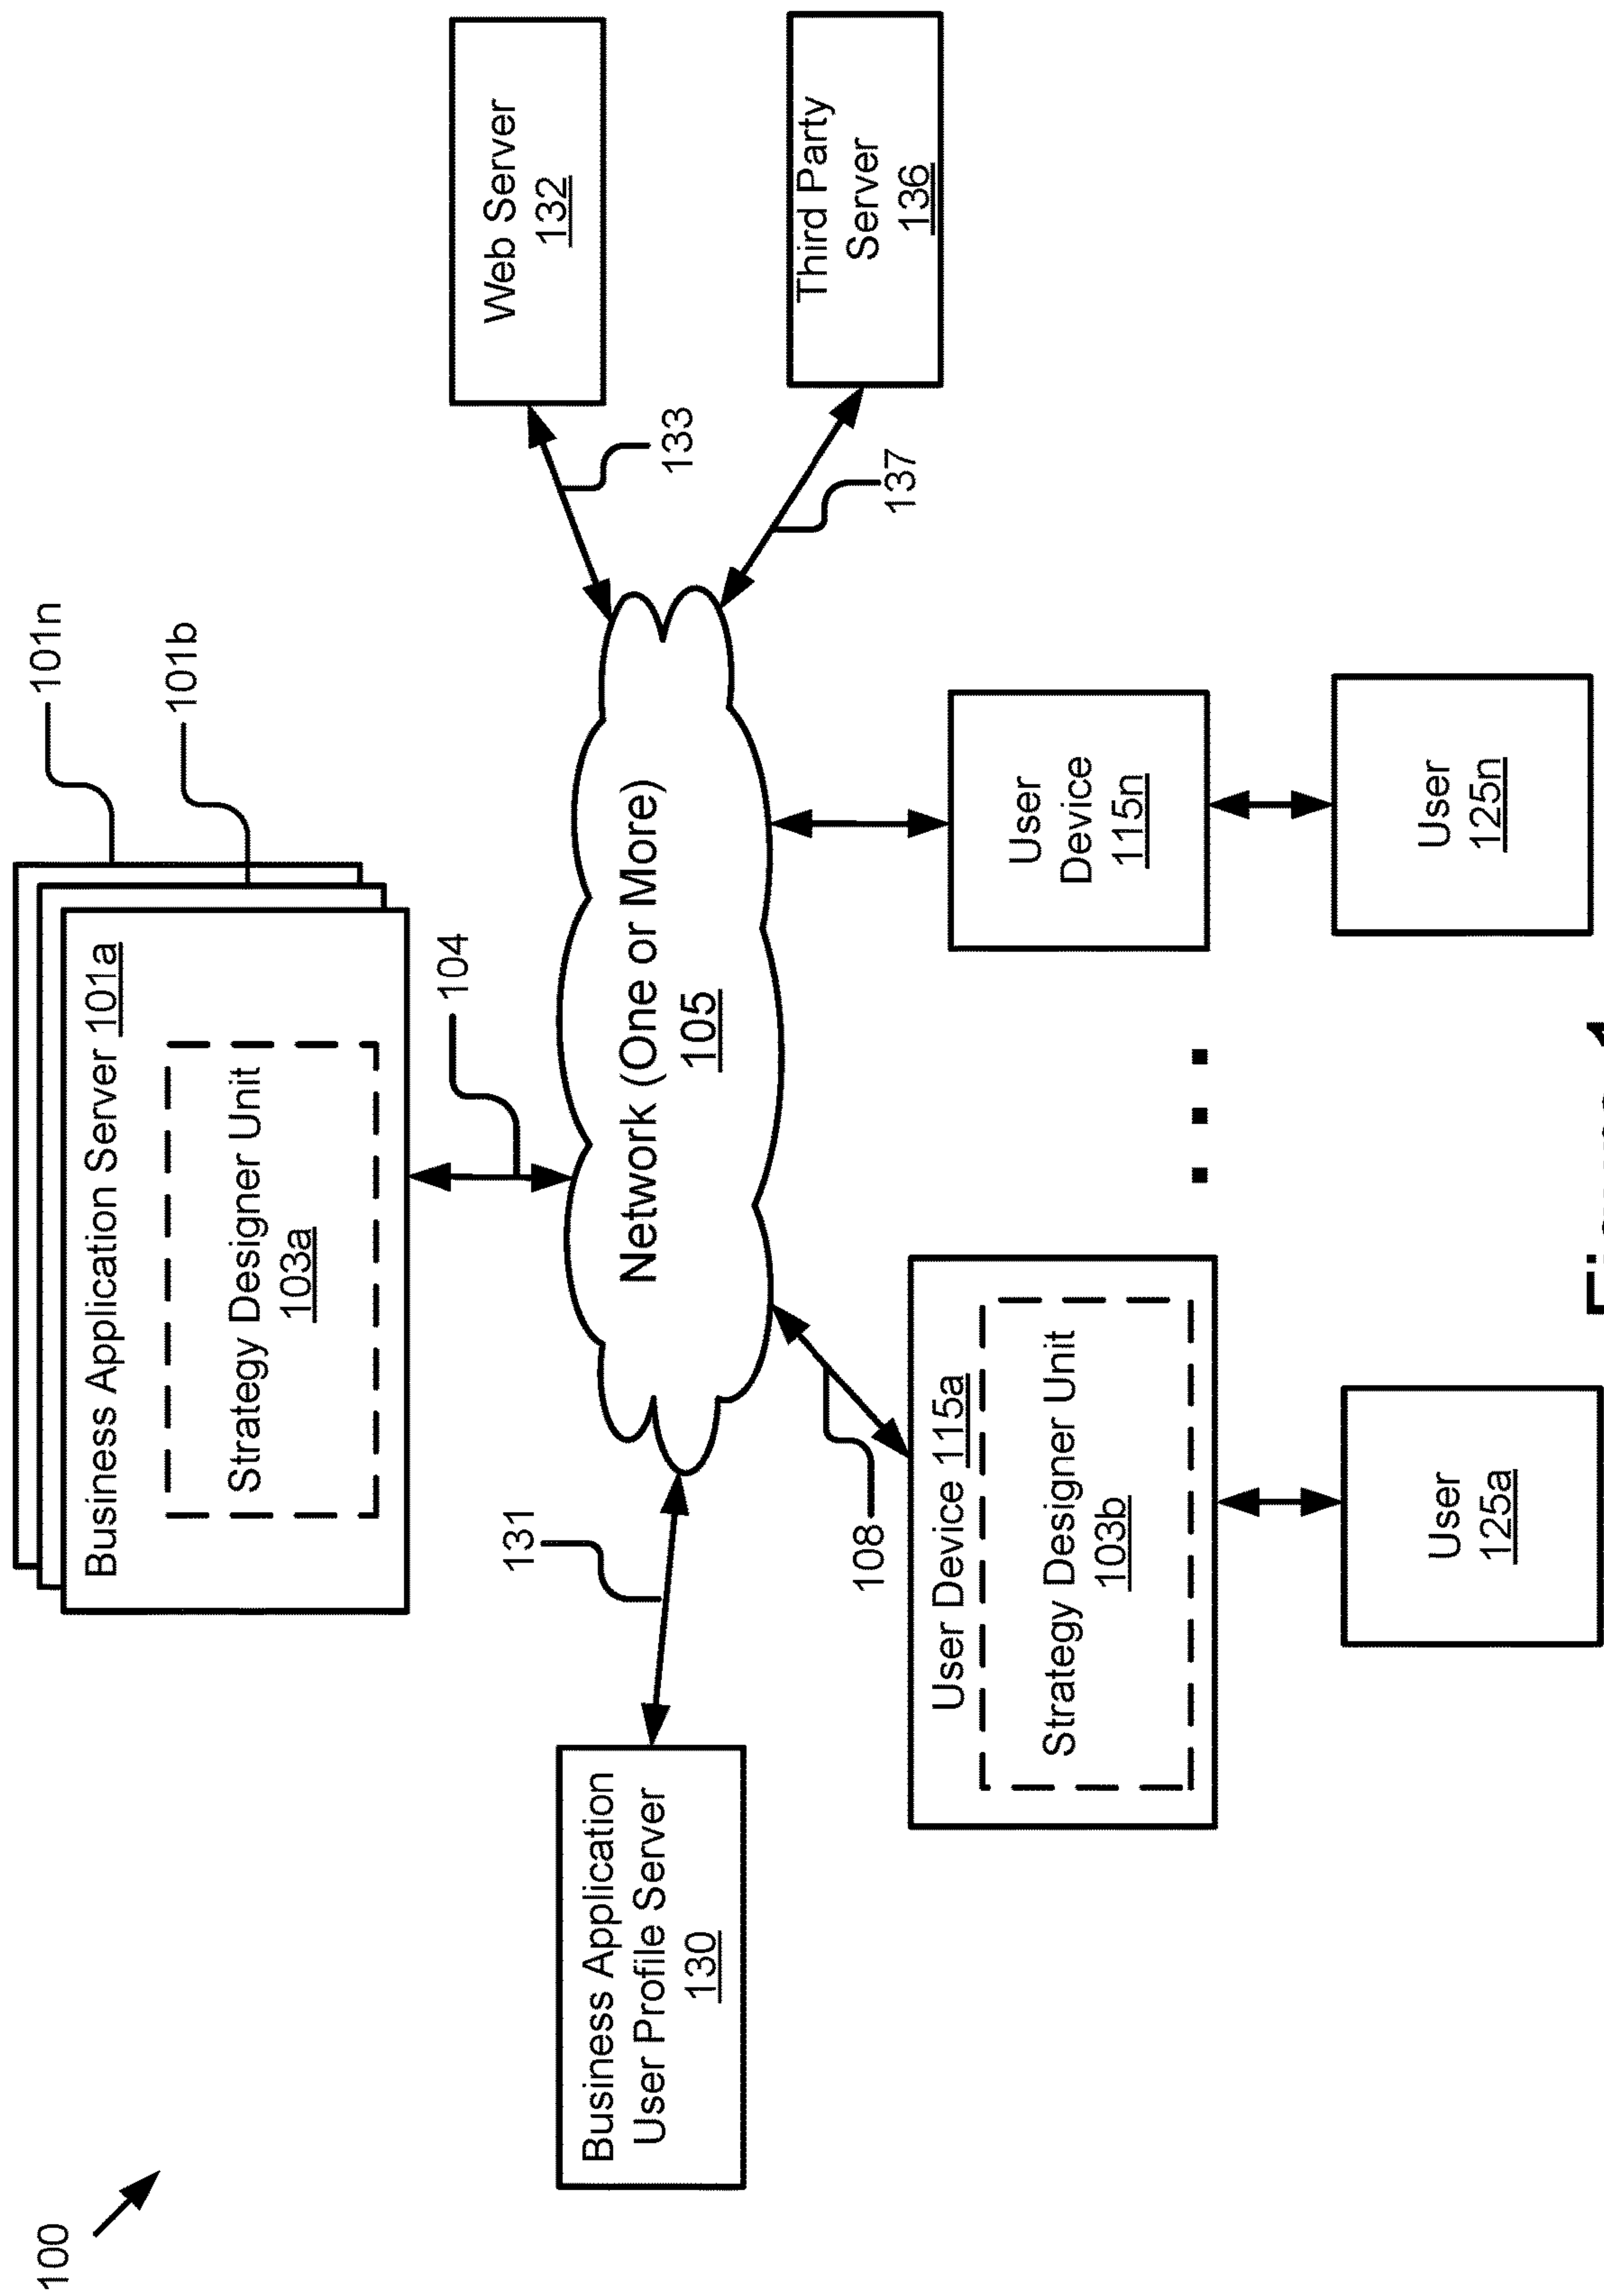 100
101n
101b
Business Application Server 101a
Strategy Designer Unit
103a
104
Network (One or More)
105
131
Business Application
User Profile Server
130
133
Web Server
132
137
Third Party
Server
136
108
User Device 115a
Strategy Designer Unit
103b
User
Device
115n
User
125a
User
125n